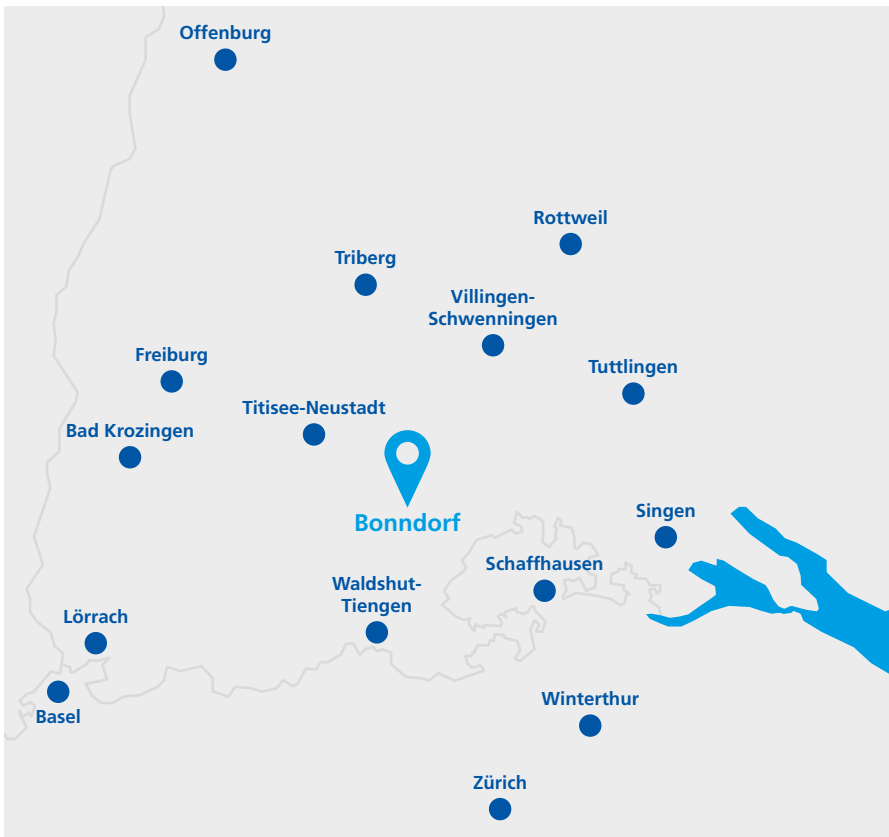 Offenburg
Rottweil
Triberg
Villingen-
Schwenningen
Freiburg
Tuttlingen
Titisee-Neustadt
Bad Krozingen
Singen
Bonndorf
Schaffhausen
Waldshut-
Tiengen
Lörrach
Winterthur
Basel
Zürich